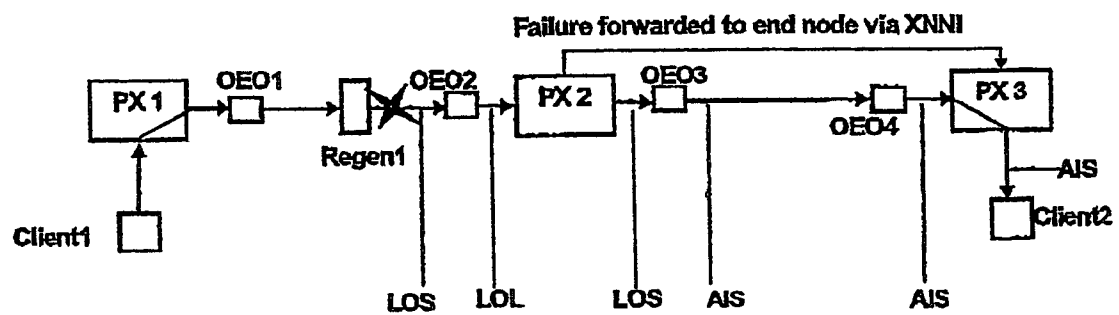 Failure forwarded to end node via XNNI
PX 1
OEO1
OEO2
PX 2
OEO3
PX 3
OEO4
Regen1
AIS
Client1
Client2
LOS
LOL
LOS
AIS
AIS